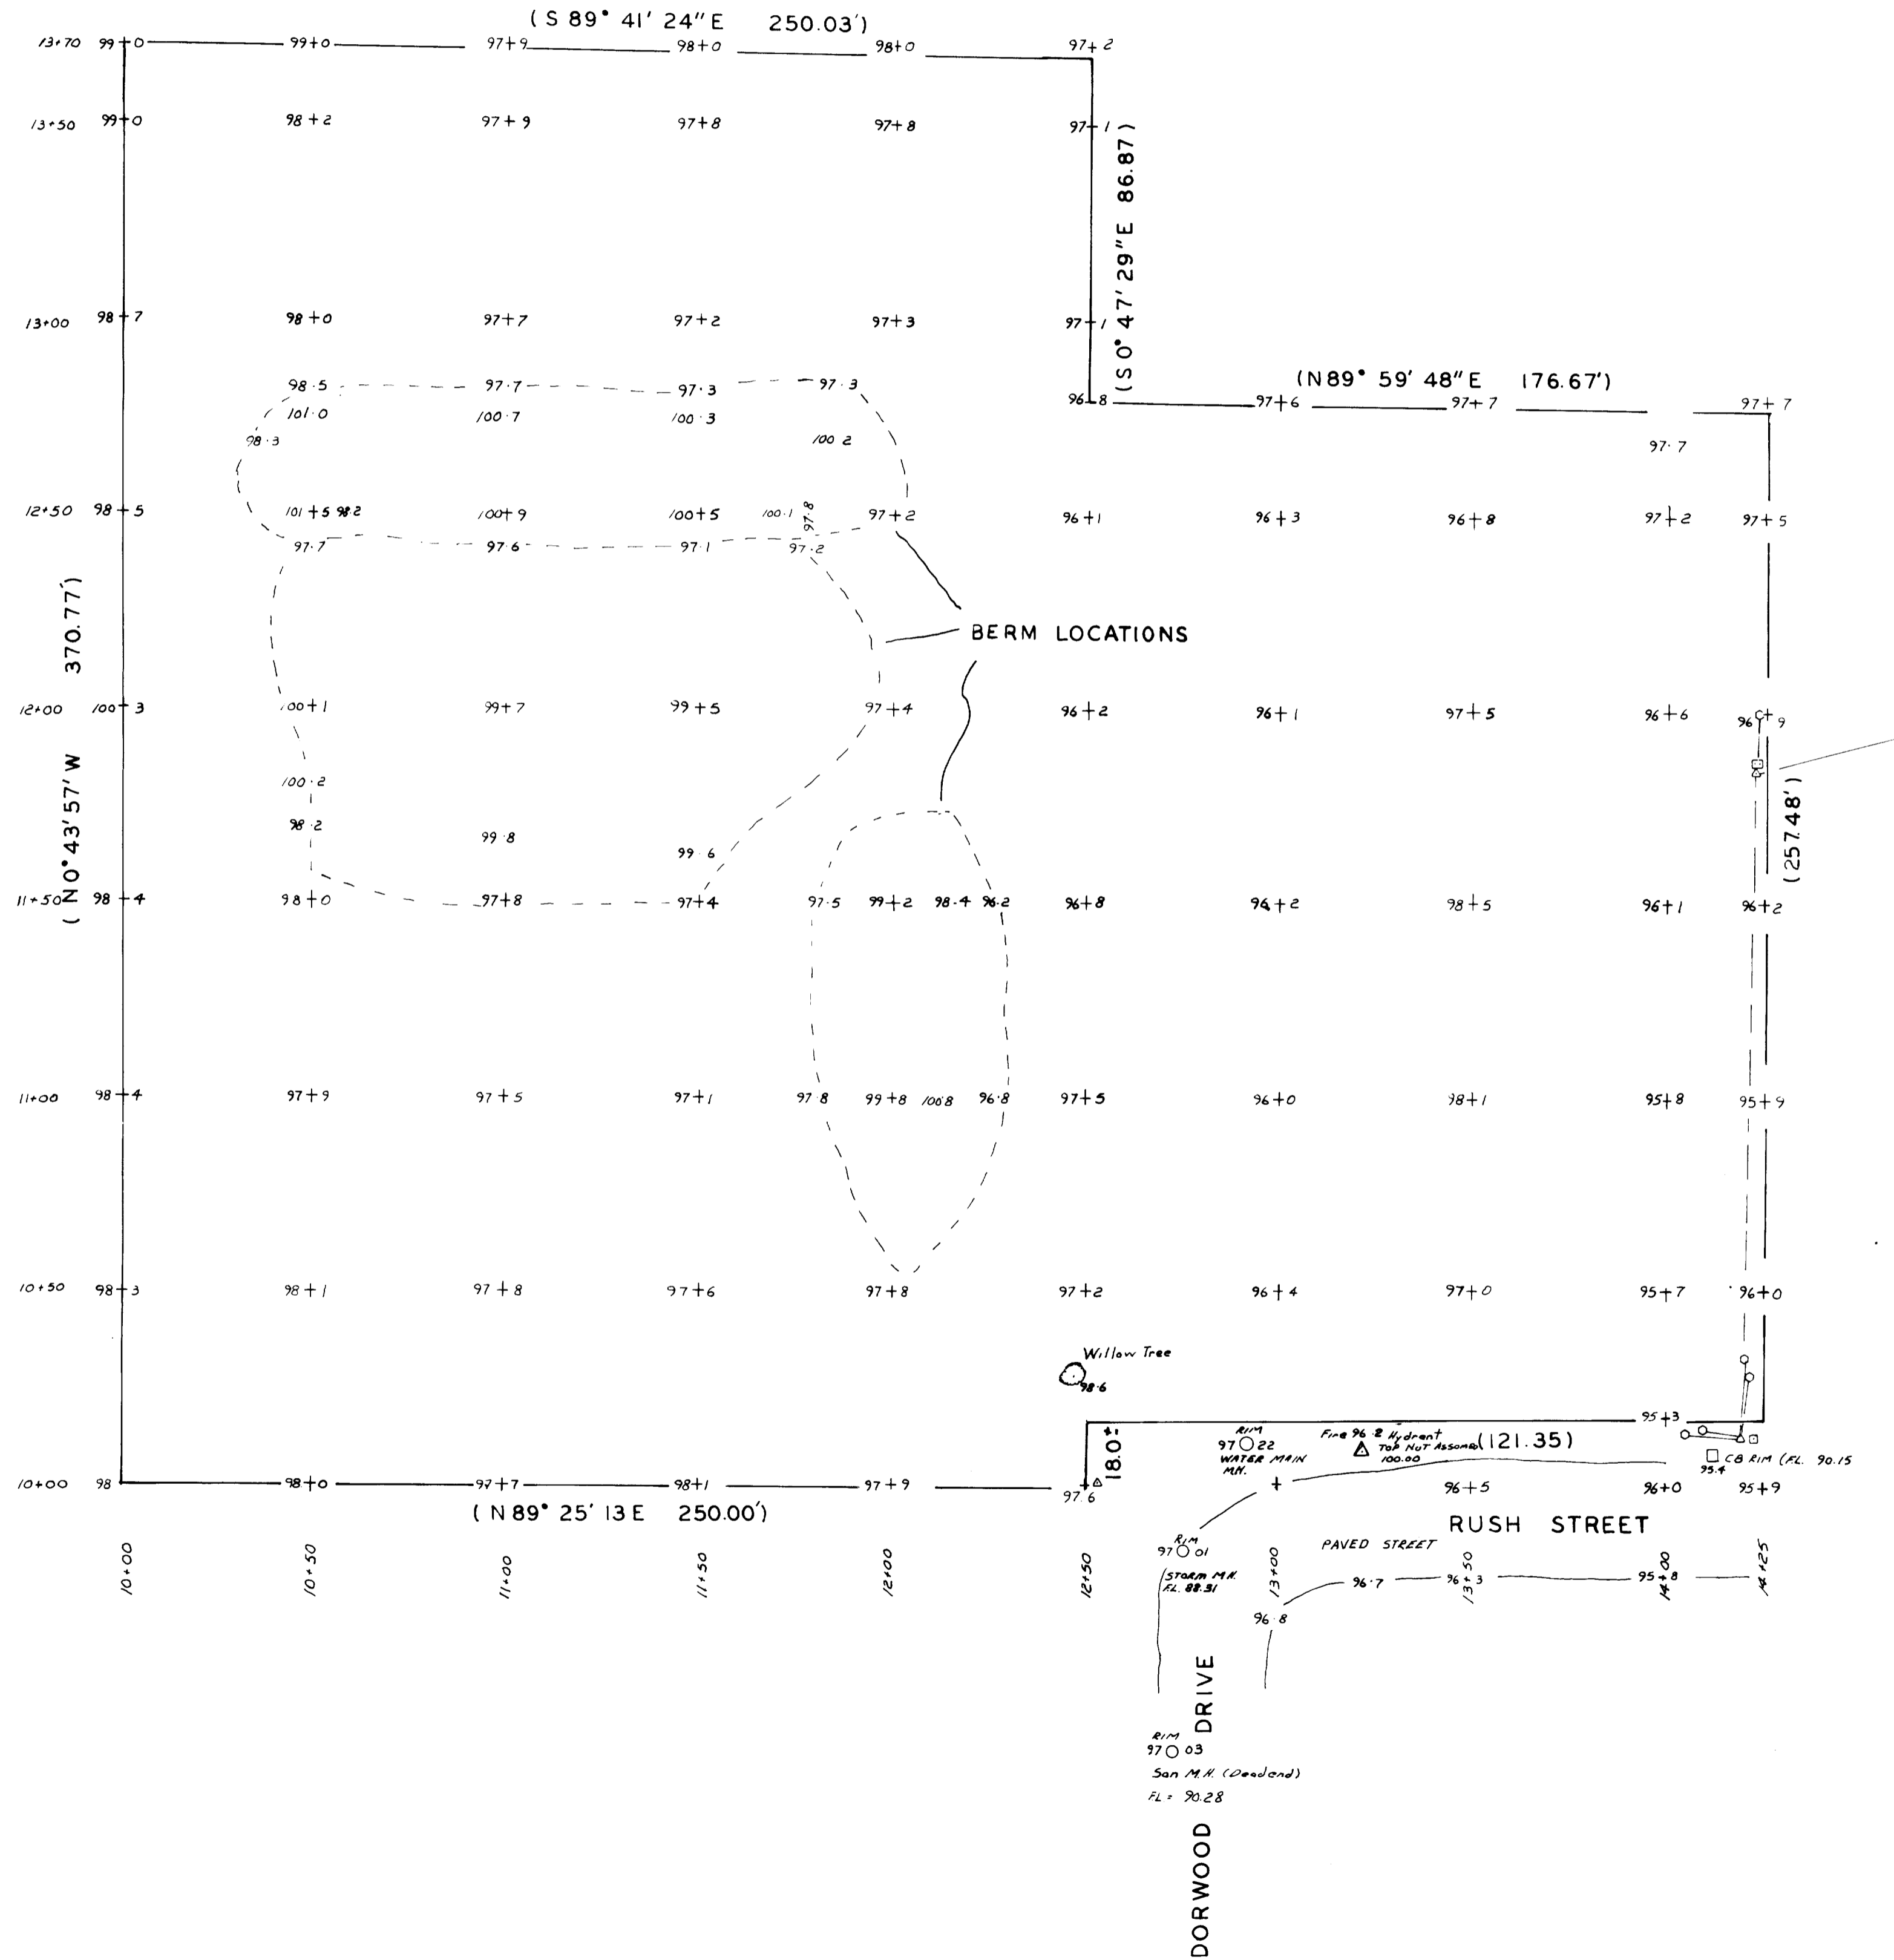 (S 89° 41' 24" E 250.03')
13+70 99+0 99+0 97+9 98+0 98+0 97+2
13+50 99+0 98+2 97+9 97+8 97+8 97+1
(S 0° 47' 29" E 86.87)
13+00 98+7 98+0 97+7 97+2 97+3 97+1
(N 89° 59' 48" E 176.67')
98.5 97.7 97.3 97.3 96+8 97+6 97+7 97+7
101.0 100.7 100.3
98.3 100.2 97.7
12+50 98+5 101+5 98.2 100+9 100+5 100.1 97.8 97+2 96+1 96+3 96+8 97+2 97+5
97.7 97.6 97.1 97.2
BERM LOCATIONS
(N 0° 43' 57" W 370.77')
12+00 100+3 100+1 99+7 99+5 97+4 96+2 96+1 97+5 96+6 96+9
100.2
98.2 99.8 99.6
(257.48')
11+50 98+4 98+0 97+8 97+4 97.5 99+2 98.4 96.2 96+8 96+2 98+5 96+1 96+2
11+00 98+4 97+9 97+5 97+1 97.8 99+8 100.8 96.8 97+5 96+0 98+1 95+8 95+9
10+50 98+3 98+1 97+8 97+6 97+8 97+2 96+4 97+0 95+7 96+0
Willow Tree
98.6
95+3
18.0±
RIM
97 22
WATER MAIN
M.H.
Fire 96.2 Hydrant
TOP NUT Assomed
100.00
(121.35)
CB RIM (FL. 90.15
95.4
10+00 98 98+0 97+7 98+1 97+9 97.6 + 96+5 96+0 95+9
(N 89° 25' 13 E 250.00')
RUSH STREET
PAVED STREET
RIM
97 01
STORM M.H.
FL. 88.31
10+00 10+50 11+00 11+50 12+00 12+50 13+00 13+50 14+00 14+25
96.7 96+3 95+8
96.8
DORWOOD DRIVE
RIM
97 03
San M.H. (Deadend)
FL = 90.28